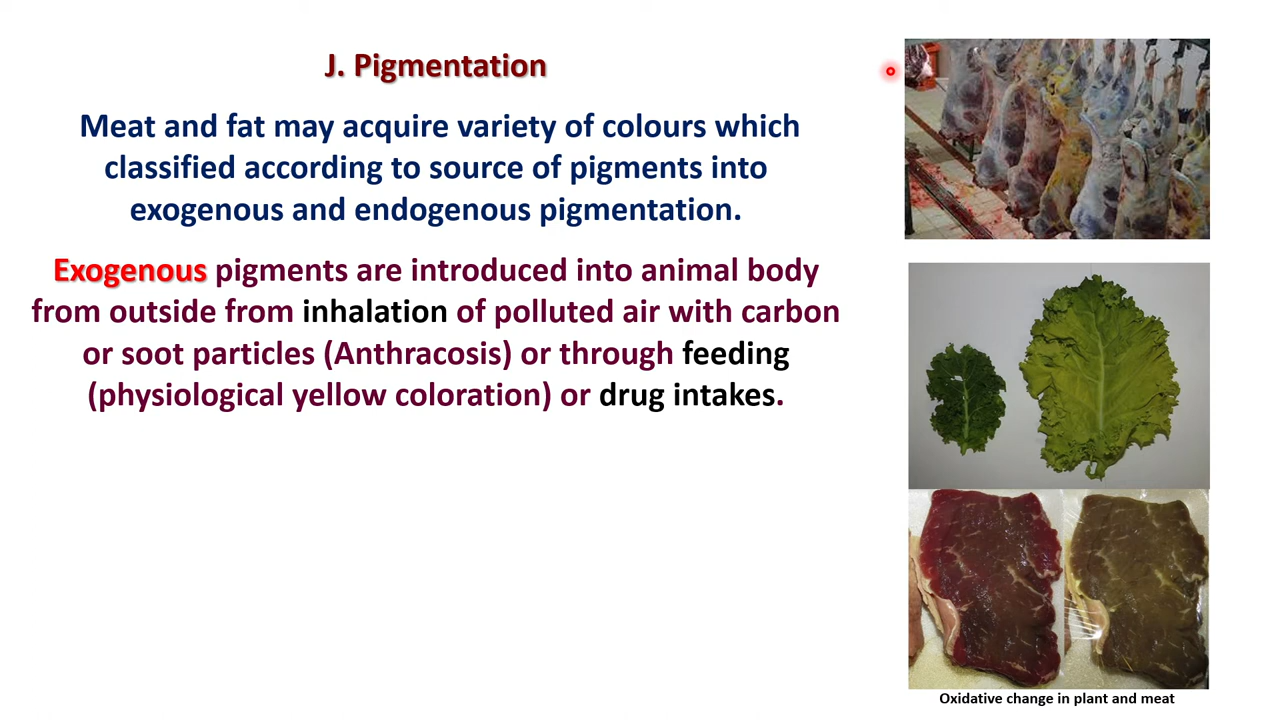 J. Pigmentation
Meat and fat may acquire variety of colours which
classified according to source of pigments into
exogenous and endogenous pigmentation.
Exogenous pigments are introduced into animal body
from outside from inhalation of polluted air with carbon
or soot particles (Anthracosis) or through feeding
(physiological yellow coloration) or drug intakes.
Oxidative change in plant and meat